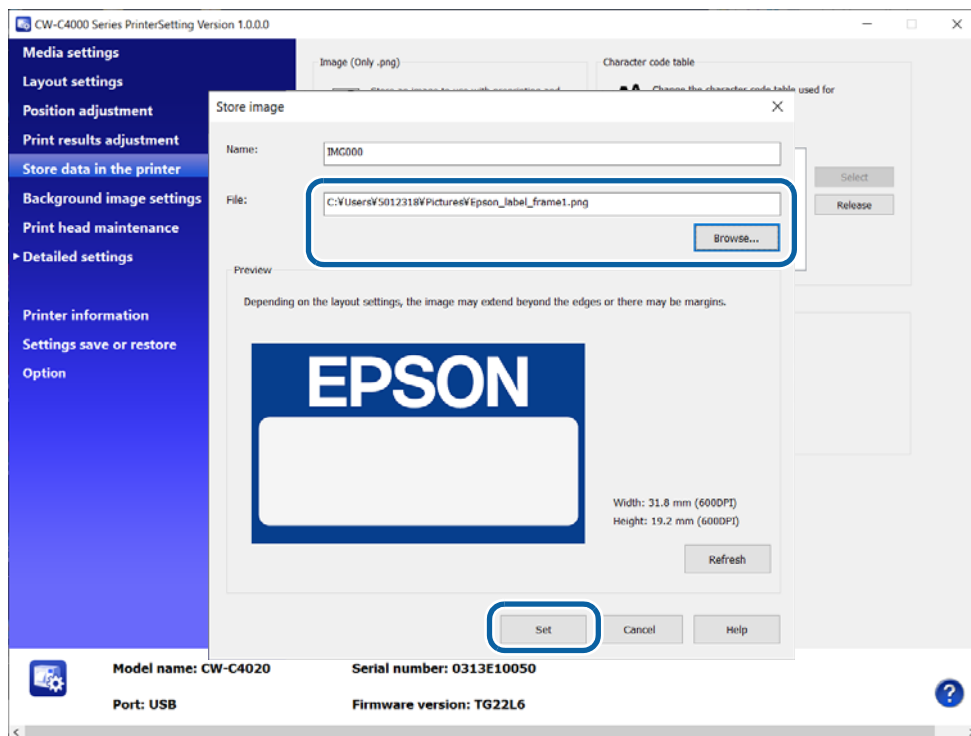 CW-C4000 Series PrinterSetting Version 1.0.0.0
Media settings
Layout settings
Position adjustment
Print results adjustment
Store data in the printer
Background image settings
Print head maintenance
Detailed settings
Printer information
Settings save or restore
Option
Image (Only .png)
Character code table
Change the character code table used for
Select
Release
Store image
Name:
IMG000
File:
C:¥Users¥5012318¥Pictures¥Epson_label_frame1.png
Browse...
Preview
Depending on the layout settings, the image may extend beyond the edges or there may be margins.
EPSON
Width: 31.8 mm (600DPI)
Height: 19.2 mm (600DPI)
Refresh
Set
Cancel
Help
Model name: CW-C4020
Serial number: 0313E10050
Port: USB
Firmware version: TG22L6
?